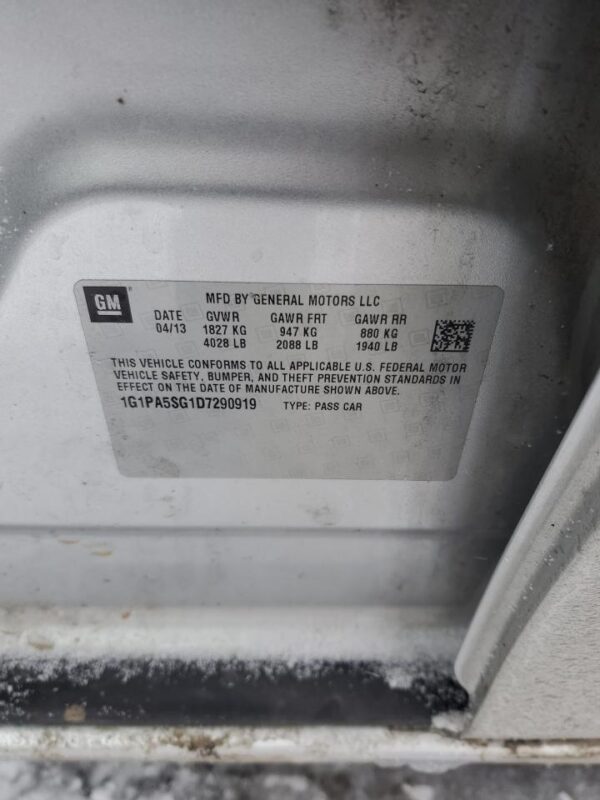 GM
MFD BY GENERAL MOTORS LLC
DATE GVWR GAWR FRT GAWR RR
04/13 1827 KG 947 KG 880 KG
4028 LB 2088 LB 1940 LB
THIS VEHICLE CONFORMS TO ALL APPLICABLE U.S. FEDERAL MOTOR
VEHICLE SAFETY, BUMPER, AND THEFT PREVENTION STANDARDS IN
EFFECT ON THE DATE OF MANUFACTURE SHOWN ABOVE.
1G1PA5SG1D7290919 TYPE: PASS CAR